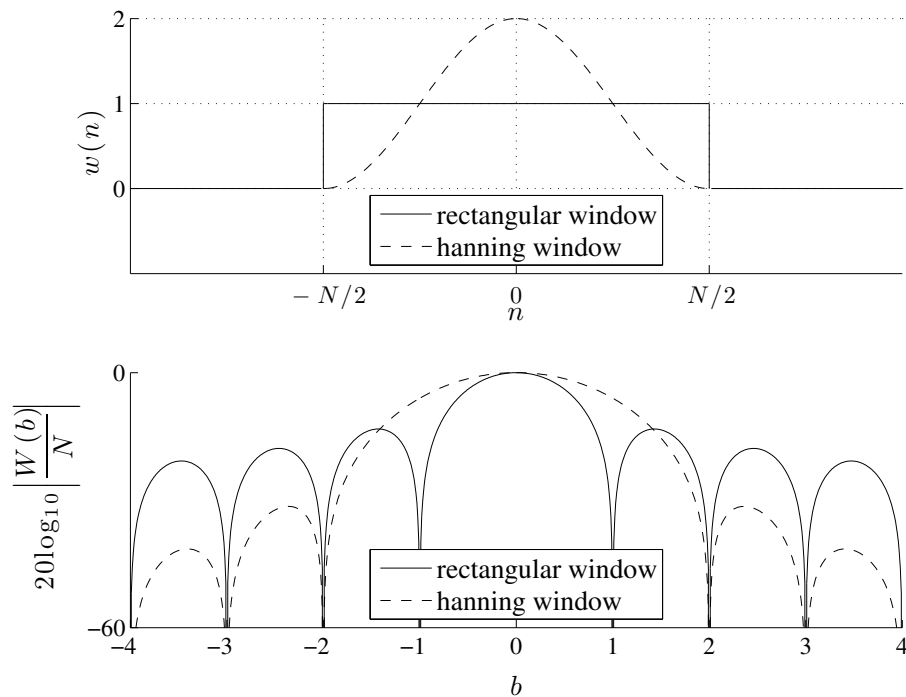 2
1
0
w(n)
rectangular window
hanning window
− N/2
0
N/2
n
0
−60
20log10 |W(b)/N|
rectangular window
hanning window
−4
−3
−2
−1
0
1
2
3
4
b